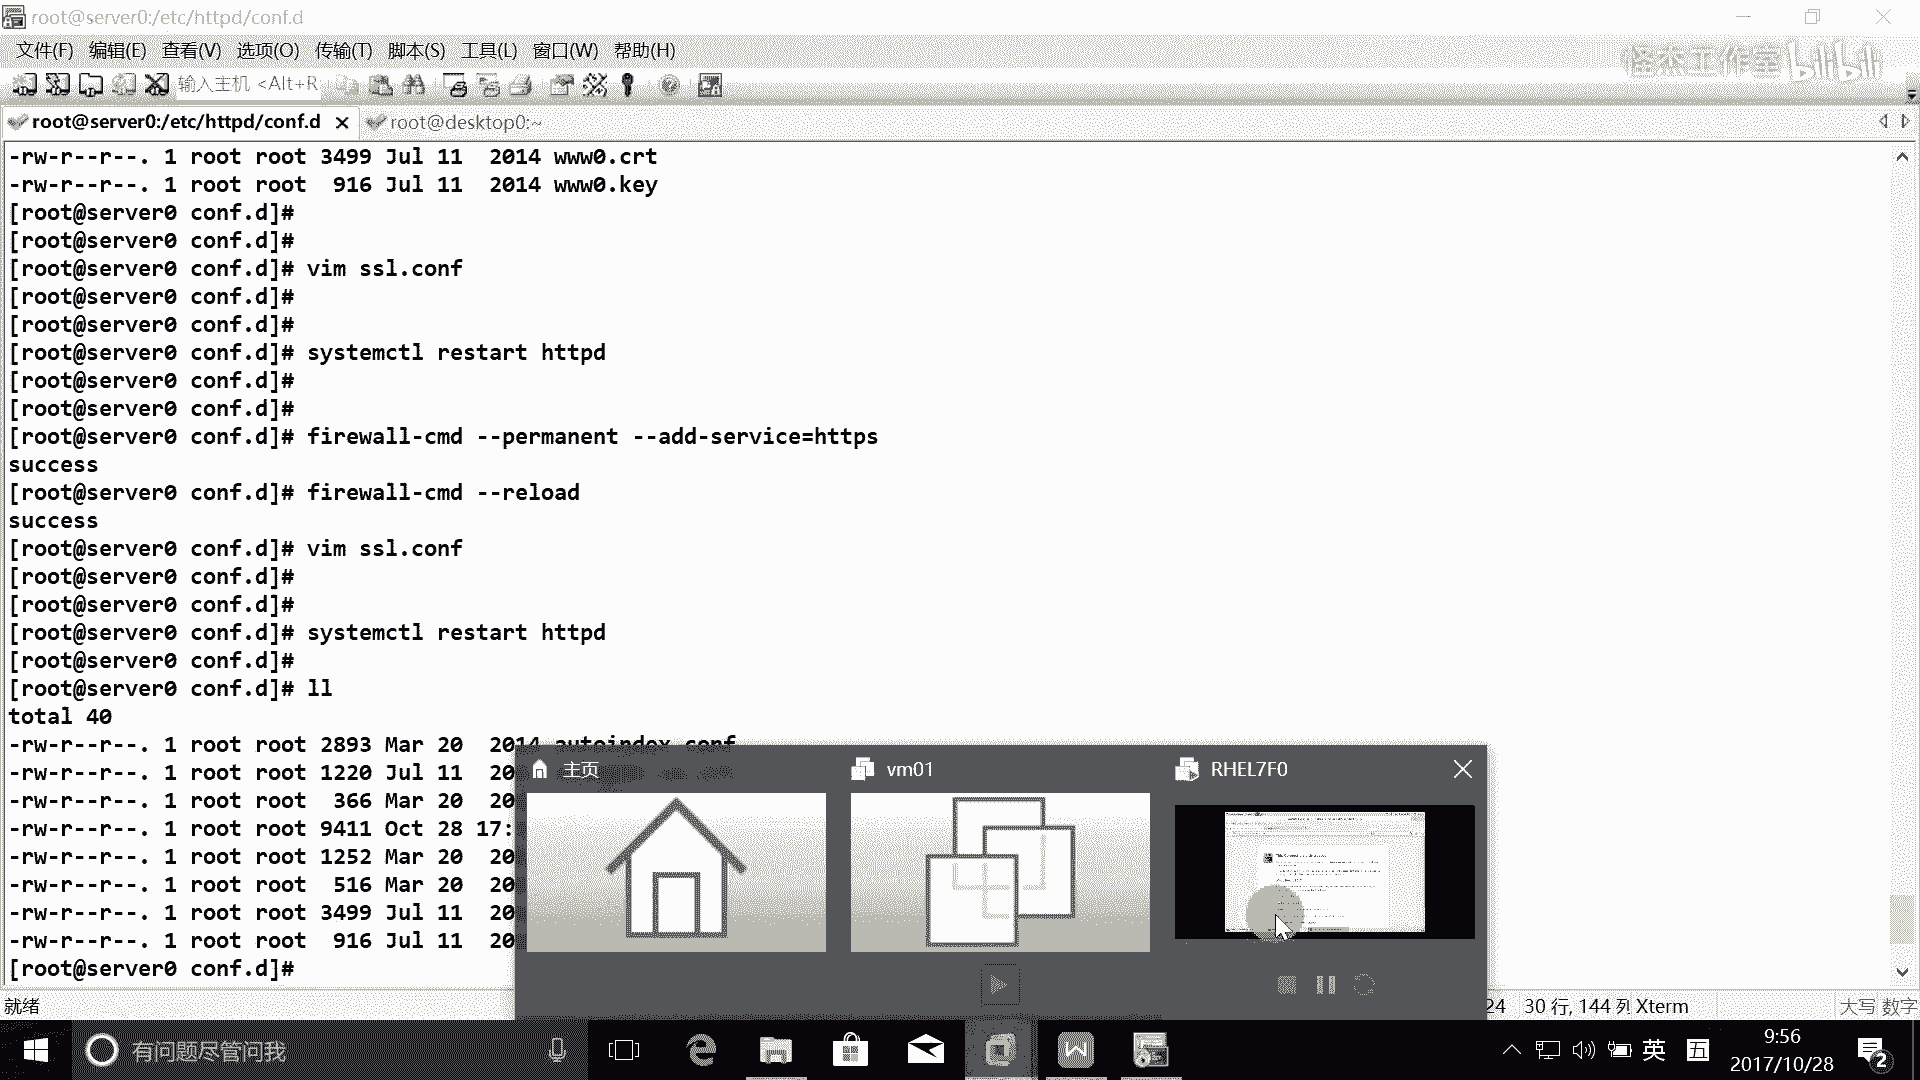 root@server0:/etc/httpd/conf.d
文件(F) 编辑(E) 查看(V) 选项(O) 传输(T) 脚本(S) 工具(L) 窗口(W) 帮助(H)
怪杰工作室 bilibili
输入主机 <Alt+R
root@server0:/etc/httpd/conf.d root@desktop0:~
-rw-r--r--. 1 root root 3499 Jul 11  2014 www0.crt
-rw-r--r--. 1 root root  916 Jul 11  2014 www0.key
[root@server0 conf.d]#
[root@server0 conf.d]#
[root@server0 conf.d]# vim ssl.conf
[root@server0 conf.d]#
[root@server0 conf.d]#
[root@server0 conf.d]# systemctl restart httpd
[root@server0 conf.d]#
[root@server0 conf.d]#
[root@server0 conf.d]# firewall-cmd --permanent --add-service=https
success
[root@server0 conf.d]# firewall-cmd --reload
success
[root@server0 conf.d]# vim ssl.conf
[root@server0 conf.d]#
[root@server0 conf.d]#
[root@server0 conf.d]# systemctl restart httpd
[root@server0 conf.d]#
[root@server0 conf.d]# ll
total 40
-rw-r--r--. 1 root root 2893 Mar 20  2014 autoindex.conf
-rw-r--r--. 1 root root 1220 Jul 11  20
-rw-r--r--. 1 root root  366 Mar 20  20
-rw-r--r--. 1 root root 9411 Oct 28 17:
-rw-r--r--. 1 root root 1252 Mar 20  20
-rw-r--r--. 1 root root  516 Mar 20  20
-rw-r--r--. 1 root root 3499 Jul 11  20
-rw-r--r--. 1 root root  916 Jul 11  20
[root@server0 conf.d]#
主页 vm01 RHEL7F0
就绪 24 30 行, 144 列 Xterm 大写 数字
有问题尽管问我
英 五 9:56
2017/10/28 2